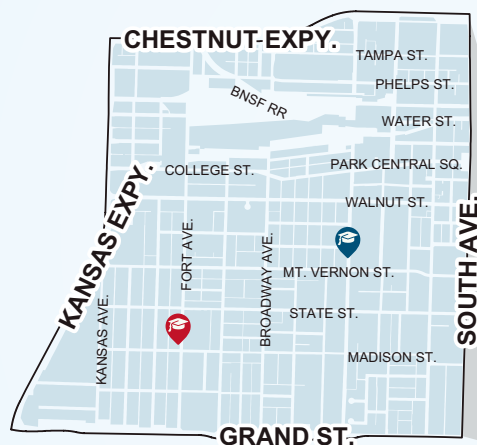 CHESTNUT EXPY.
TAMPA ST.
PHELPS ST.
BNSF RR
WATER ST.
COLLEGE ST.
PARK CENTRAL SQ.
KANSAS EXPY.
WALNUT ST.
FORT AVE.
BROADWAY AVE.
MT. VERNON ST.
SOUTH AVE.
KANSAS AVE.
STATE ST.
MADISON ST.
GRAND ST.